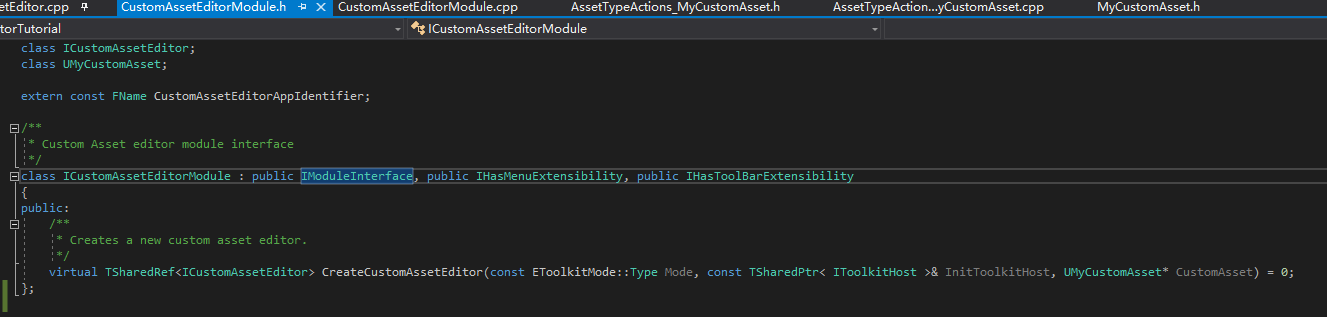 etEditor.cpp CustomAssetEditorModule.h CustomAssetEditorModule.cpp AssetTypeActions_MyCustomAsset.h AssetTypeAction...yCustomAsset.cpp MyCustomAsset.h
torTutorial ICustomAssetEditorModule
class ICustomAssetEditor;
class UMyCustomAsset;
extern const FName CustomAssetEditorAppIdentifier;
/**
* Custom Asset editor module interface
*/
class ICustomAssetEditorModule : public IModuleInterface, public IHasMenuExtensibility, public IHasToolBarExtensibility
{
public:
/**
* Creates a new custom asset editor.
*/
virtual TSharedRef<ICustomAssetEditor> CreateCustomAssetEditor(const EToolkitMode::Type Mode, const TSharedPtr< IToolkitHost >& InitToolkitHost, UMyCustomAsset* CustomAsset) = 0;
};